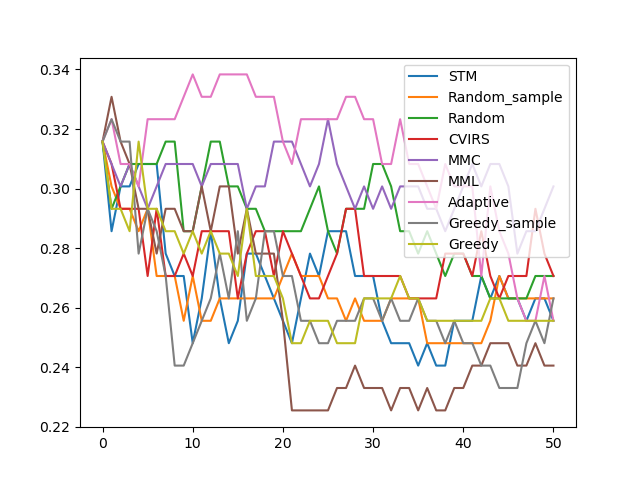 0.34
0.32
0.30
0.28
0.26
0.24
0.22
0
10
20
30
40
50
STM
Random_sample
Random
CVIRS
MMC
MML
Adaptive
Greedy_sample
Greedy